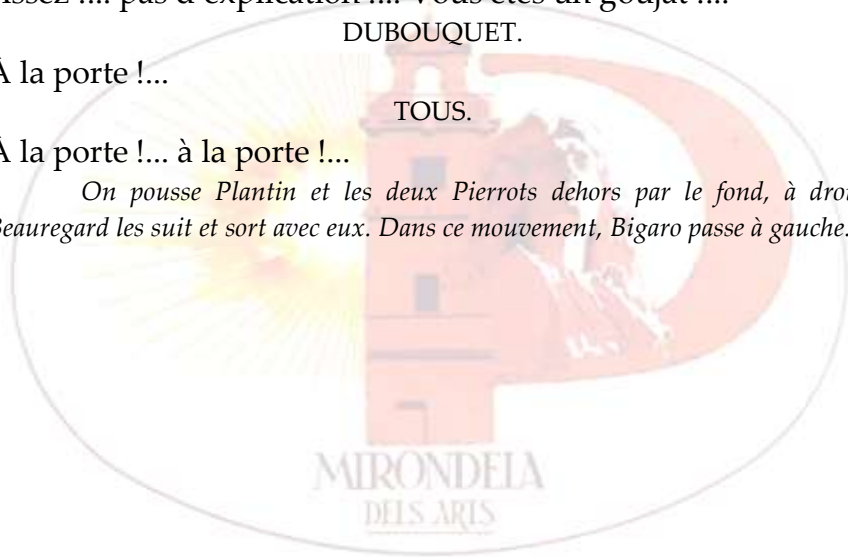 pas d'explication !... Vous êtes un goujat !...
DUBOUQUET.
À la porte !...
TOUS.
À la porte !... à la porte !...
On pousse Plantin et les deux Pierrots dehors par le fond, à
Beauregard les suit et sort avec eux. Dans ce mouvement, Bigaro passe à gauche.
MIRONDELA
DELS ARTS